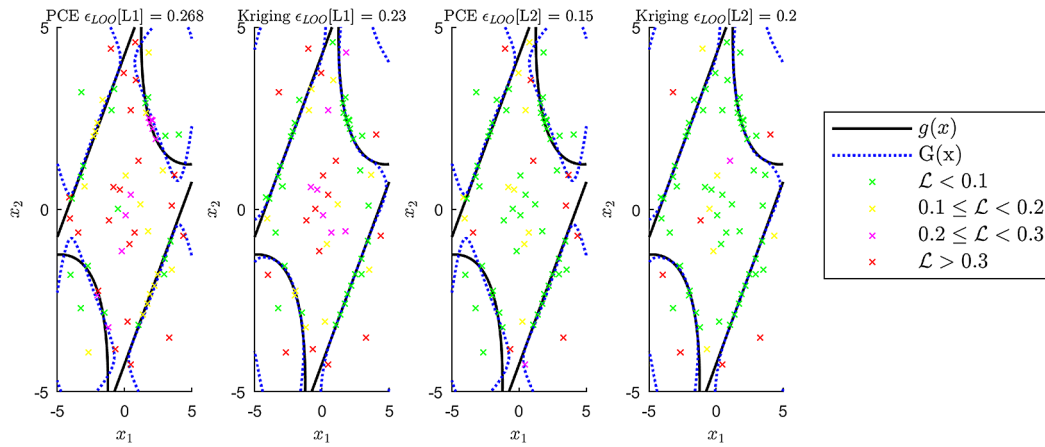 PCE ϵ_LOO[L1] = 0.268
Kriging ϵ_LOO[L1] = 0.23
PCE ϵ_LOO[L2] = 0.15
Kriging ϵ_LOO[L2] = 0.2
5 5 5 5
x_2 x_2 x_2 x_2
0 0 0 0
-5 -5 -5 -5
-5 0 5 -5 0 5 -5 0 5 -5 0 5
x_1 x_1 x_1 x_1
g(x)
G(x)
ℒ < 0.1
0.1 ≤ ℒ < 0.2
0.2 ≤ ℒ < 0.3
ℒ > 0.3